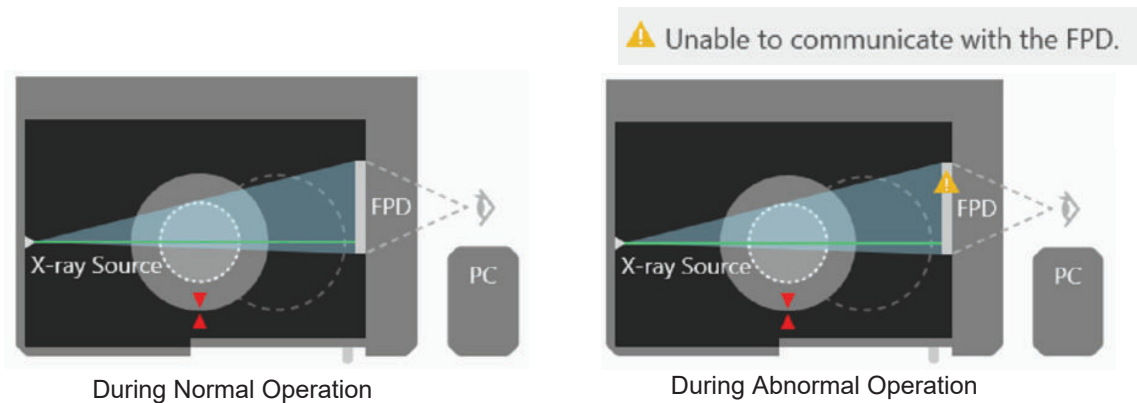 Unable to communicate with the FPD.
FPD
X-ray Source
PC
During Normal Operation
FPD
X-ray Source
PC
During Abnormal Operation